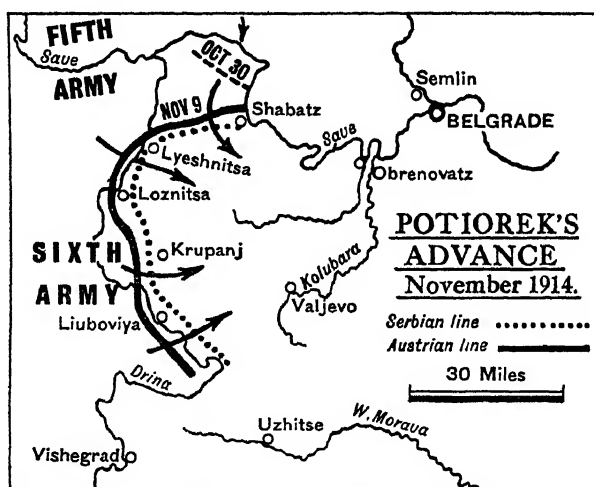 FIFTH
Save
ARMY
OCT 30
NOV 9
Semlin
BELGRADE
Shabatz
Save
Lyeshnitsa
Obrenovatz
Loznitsa
POTIOREK'S
ADVANCE
November 1914.
SIXTH
Krupanj
ARMY
Kolubara
Valjevo
Liuboviya
Serbian line
Austrian line
30 Miles
Drina
Uzhitse
W. Morava
Vishegrad